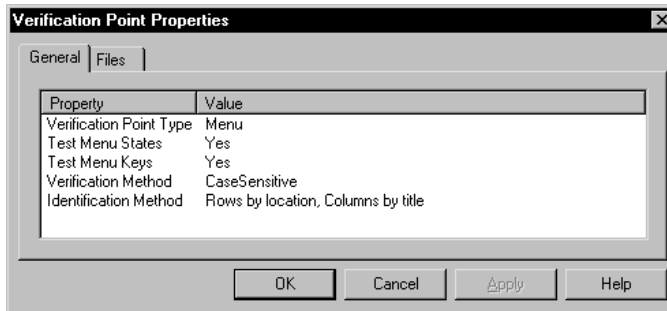 Verification Point Properties
General Files
Property Value
Verification Point Type Menu
Test Menu States Yes
Test Menu Keys Yes
Verification Method CaseSensitive
Identification Method Rows by location, Columns by title
OK Cancel Apply Help